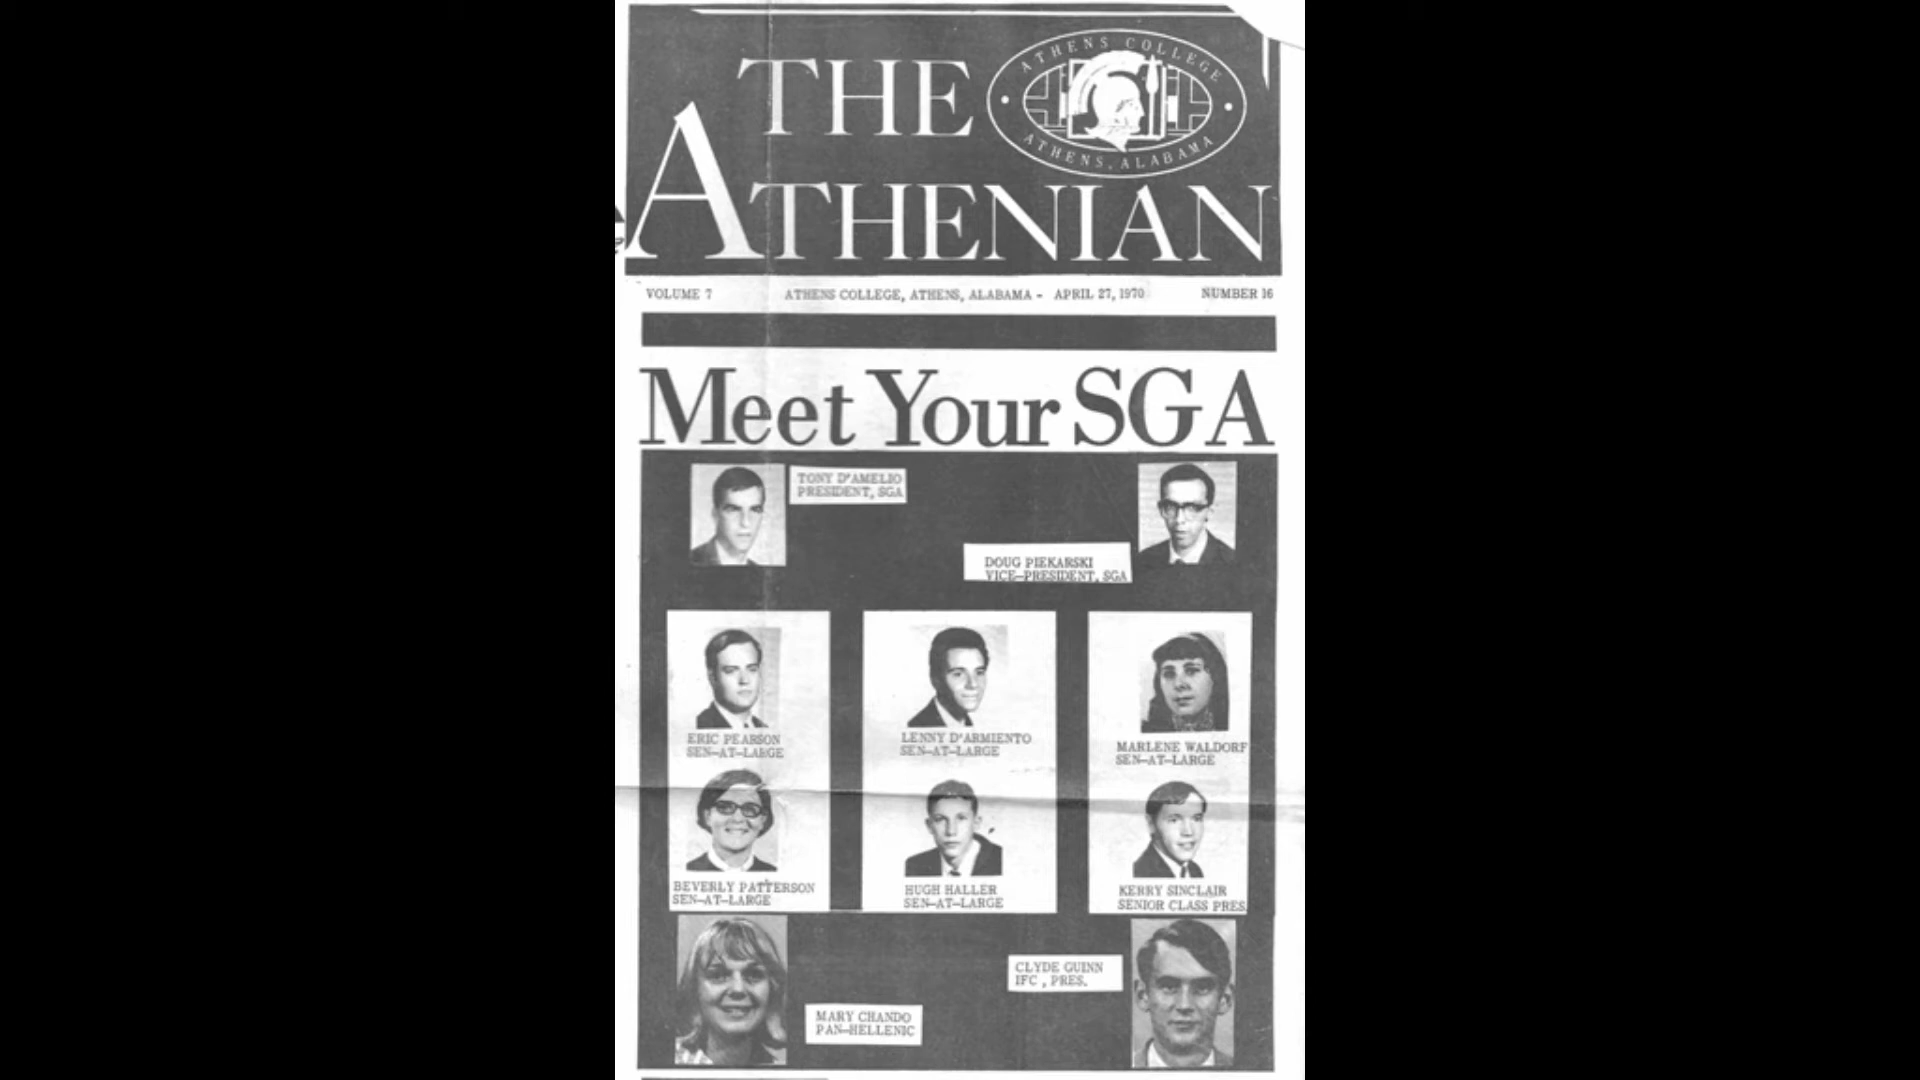 THE
ATHENS COLLEGE
ATHENS, ALABAMA
ATHENIAN
VOLUME 7 ATHENS COLLEGE, ATHENS, ALABAMA - APRIL 27, 1970 NUMBER 16
Meet Your SGA
TONY D'AMELIO
PRESIDENT, SGA
DOUG PIEKARSKI
VICE-PRESIDENT, SGA
ERIC PEARSON
SEN-AT-LARGE
LENNY D'ARMIENTO
SEN-AT-LARGE
MARLENE WALDORF
SEN-AT-LARGE
BEVERLY PATTERSON
SEN-AT-LARGE
HUGH HALLER
SEN-AT-LARGE
KERRY SINCLAIR
SENIOR CLASS PRES.
CLYDE GUINN
IFC , PRES.
MARY CHANDO
PAN-HELLENIC